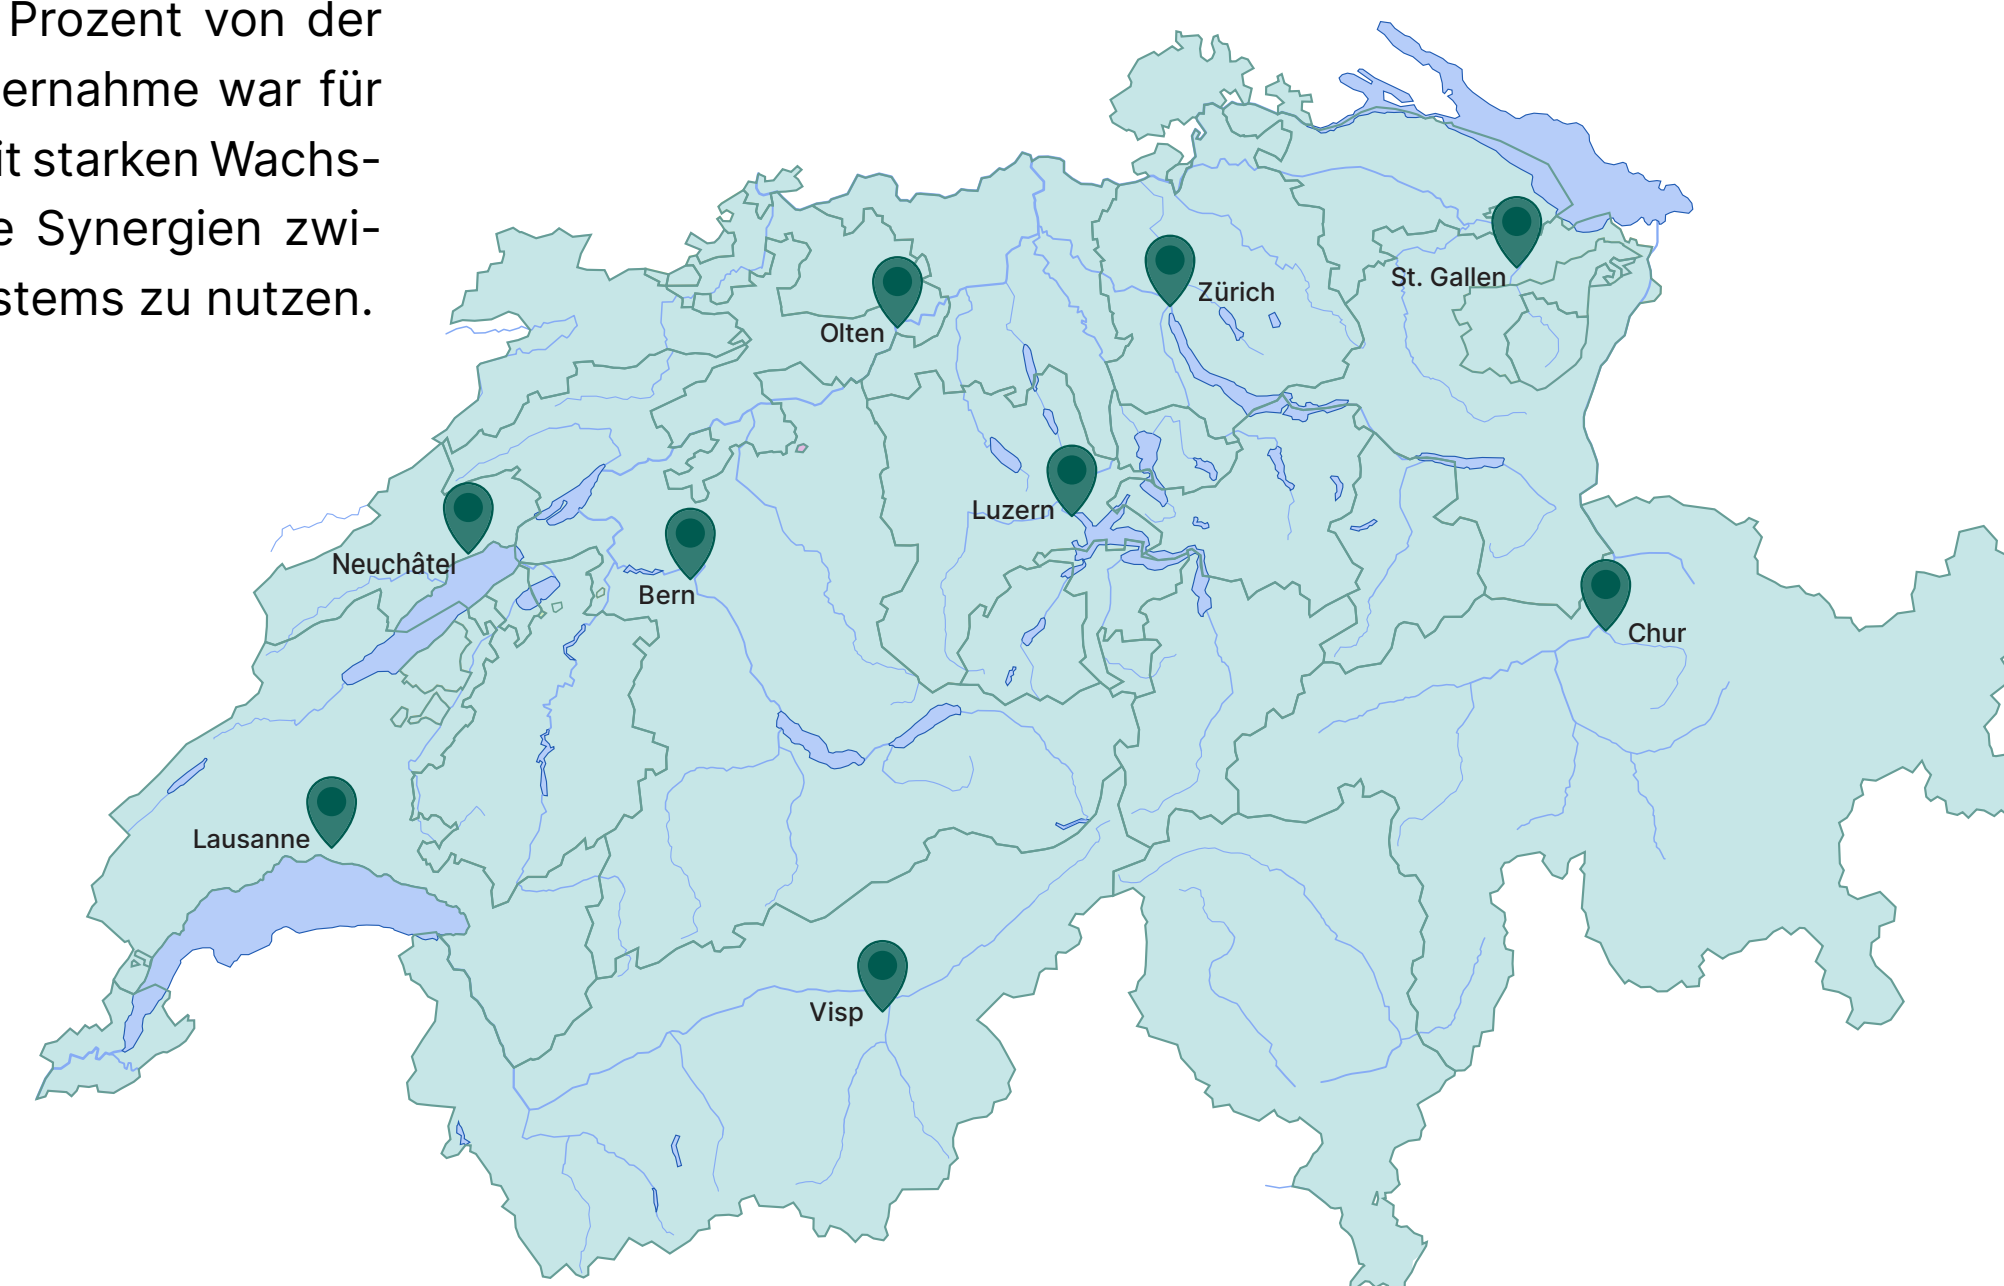 Prozent von der
ernahme war für
it starken Wachs-
e Synergien zwi-
stems zu nutzen.
St. Gallen
Zürich
Olten
Luzern
Neuchâtel
Bern
Chur
Lausanne
Visp